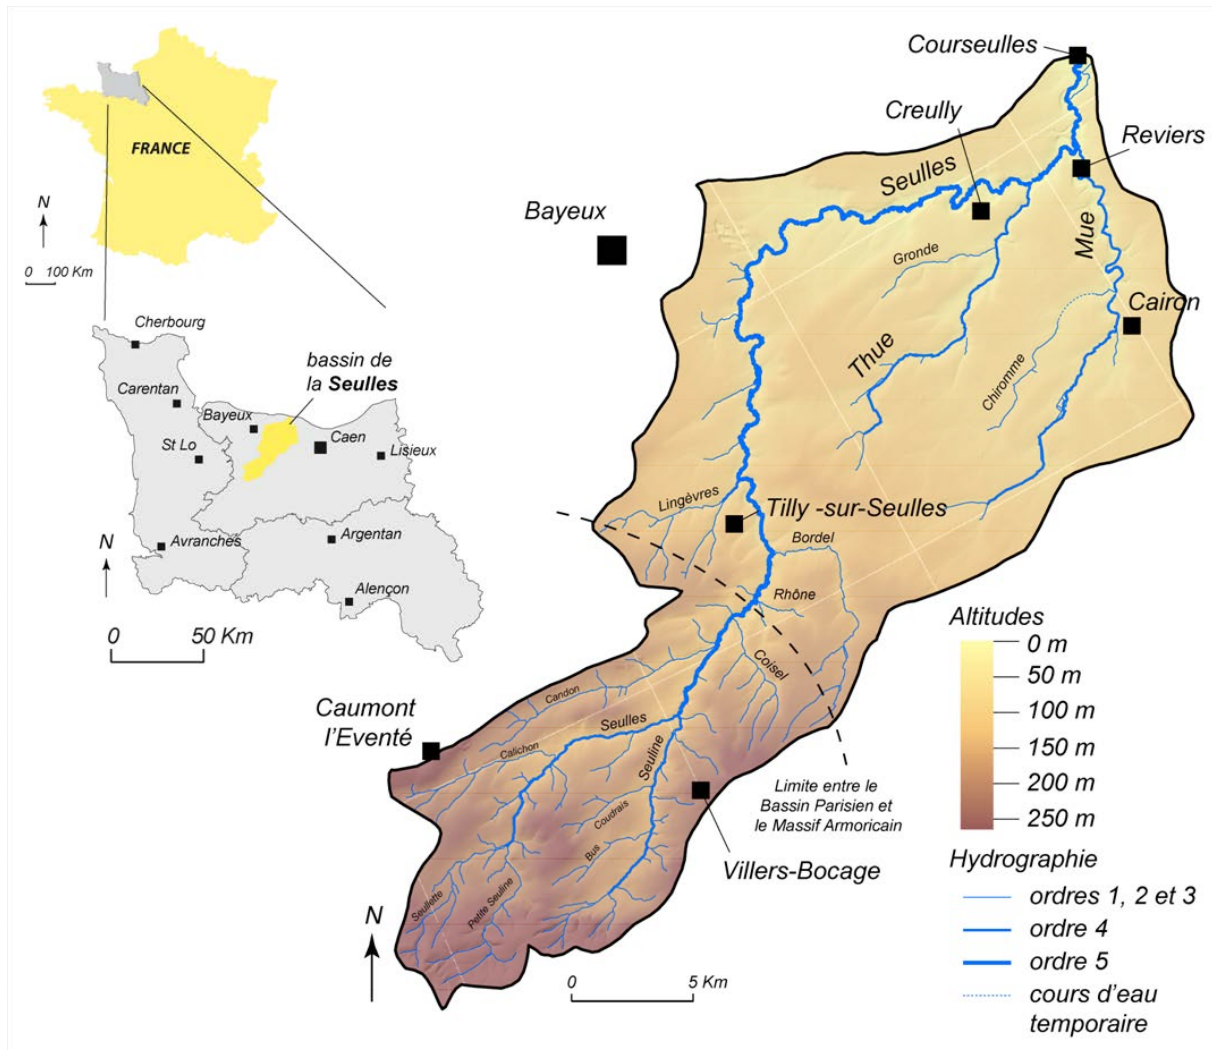 FRANCE
N
0 100 Km
Cherbourg
Carentan
Bayeux
St Lo
Caen
Lisieux
Avranches
Argentan
Alençon
bassin de
la Seulles
N
0 50 Km
Courseulles
Creully
Reviers
Bayeux
Seulles
Mue
Gronde
Cairon
Thue
Chiromme
Lingèvres
Tilly -sur-Seulles
Bordel
Rhône
Coisel
Candon
Caumont
l'Eventé
Seulles
Calichon
Seuline
Coudrais
Bus
Seullette
Petite Seuline
Villers-Bocage
Limite entre le
Bassin Parisien et
le Massif Armoricain
N
0 5 Km
Altitudes
0 m
50 m
100 m
150 m
200 m
250 m
Hydrographie
ordres 1, 2 et 3
ordre 4
ordre 5
cours d'eau
temporaire